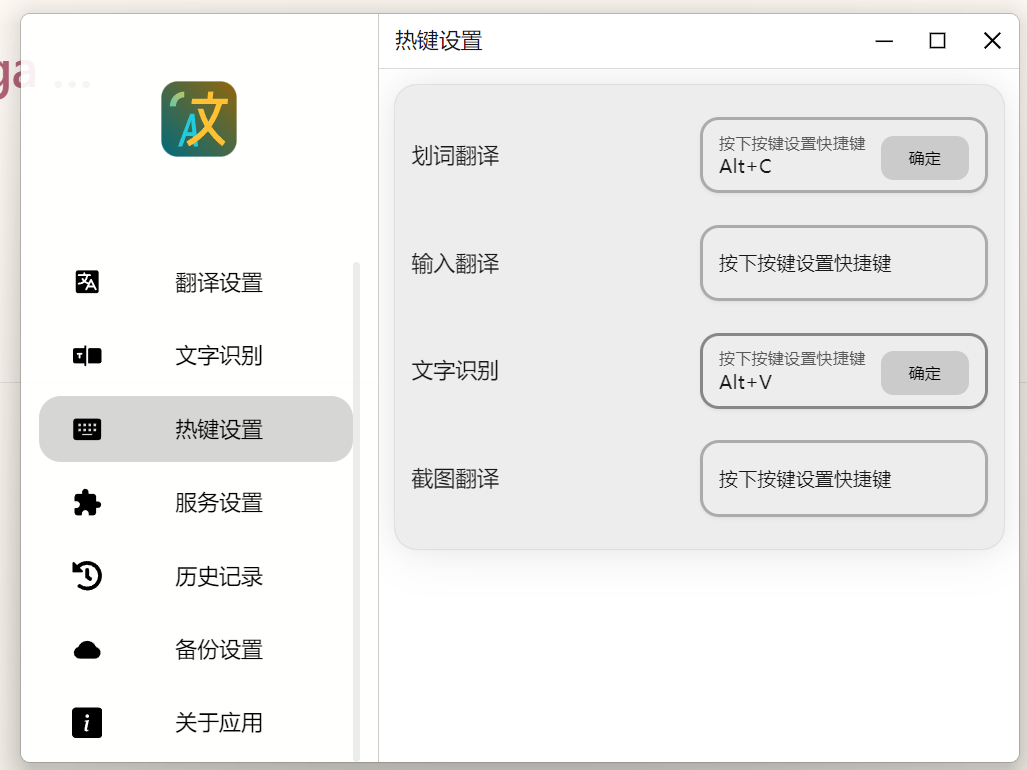 热键设置
ga ...
文
A
翻译设置
文字识别
热键设置
服务设置
历史记录
备份设置
关于应用
划词翻译
按下按键设置快捷键
Alt+C
确定
输入翻译
按下按键设置快捷键
文字识别
按下按键设置快捷键
Alt+V
确定
截图翻译
按下按键设置快捷键